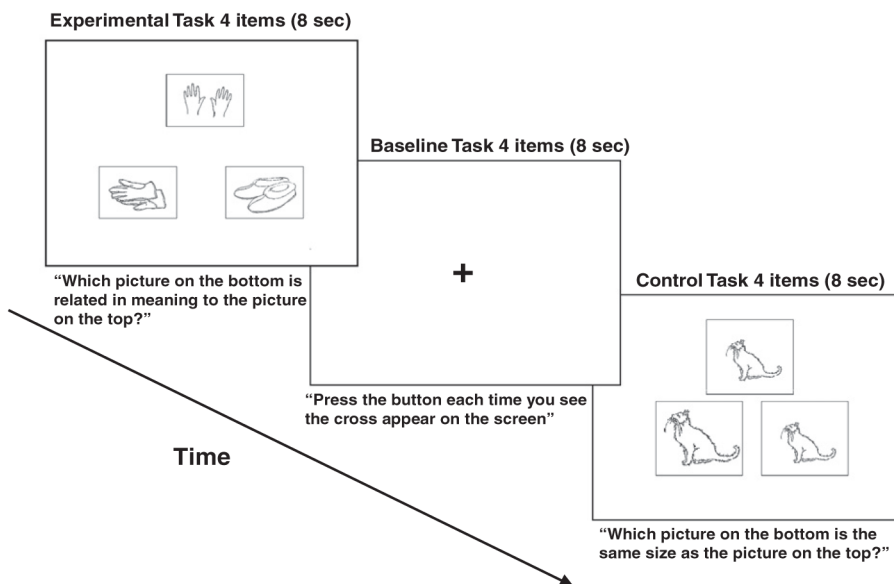 Experimental Task 4 items (8 sec)
Baseline Task 4 items (8 sec)
+
“Which picture on the bottom is
related in meaning to the picture
on the top?”
Control Task 4 items (8 sec)
“Press the button each time you see
the cross appear on the screen”
Time
“Which picture on the bottom is the
same size as the picture on the top?”